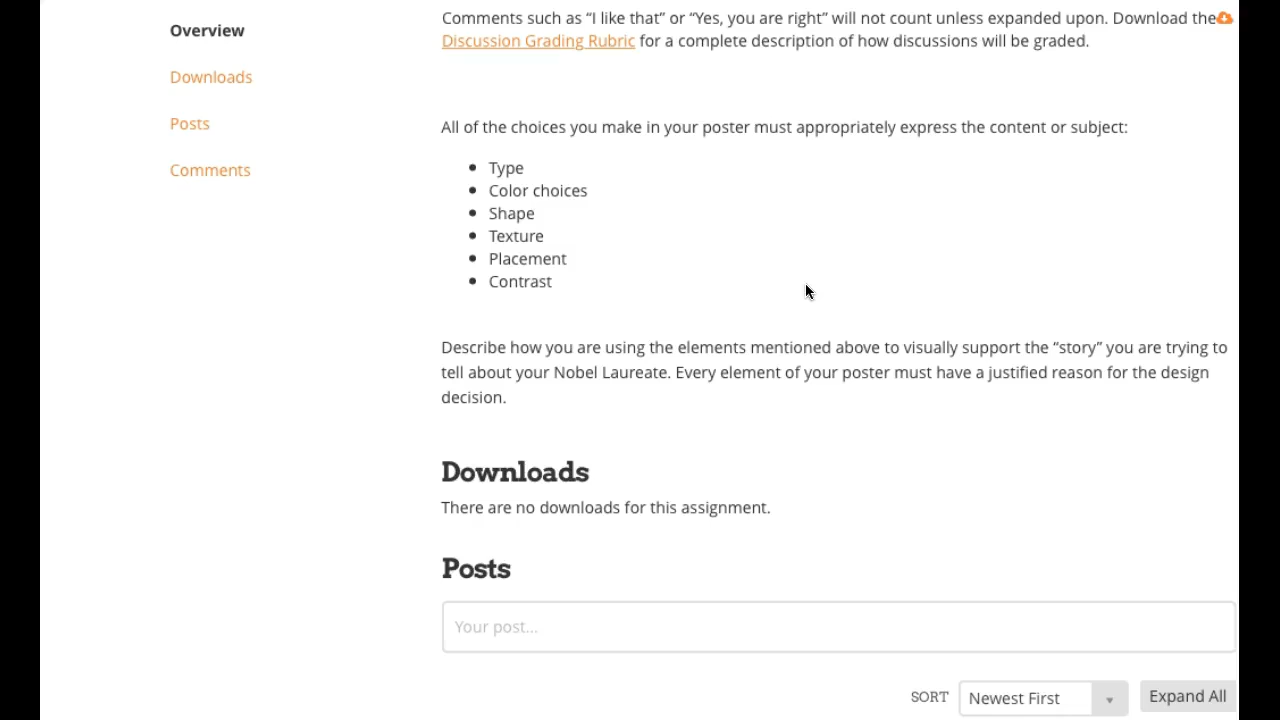 Overview
Downloads
Posts
Comments
Comments such as “I like that” or “Yes, you are right” will not count unless expanded upon. Download the
Discussion Grading Rubric for a complete description of how discussions will be graded.
All of the choices you make in your poster must appropriately express the content or subject:
Type
Color choices
Shape
Texture
Placement
Contrast
Describe how you are using the elements mentioned above to visually support the “story” you are trying to
tell about your Nobel Laureate. Every element of your poster must have a justified reason for the design
decision.
Downloads
There are no downloads for this assignment.
Posts
Your post...
SORT Newest First Expand All